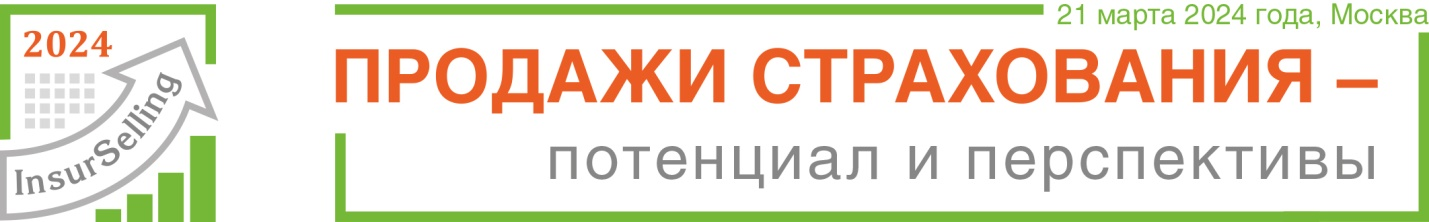 2024
InsurSelling
21 марта 2024 года, Москва
ПРОДАЖИ СТРАХОВАНИЯ –
потенциал и перспективы